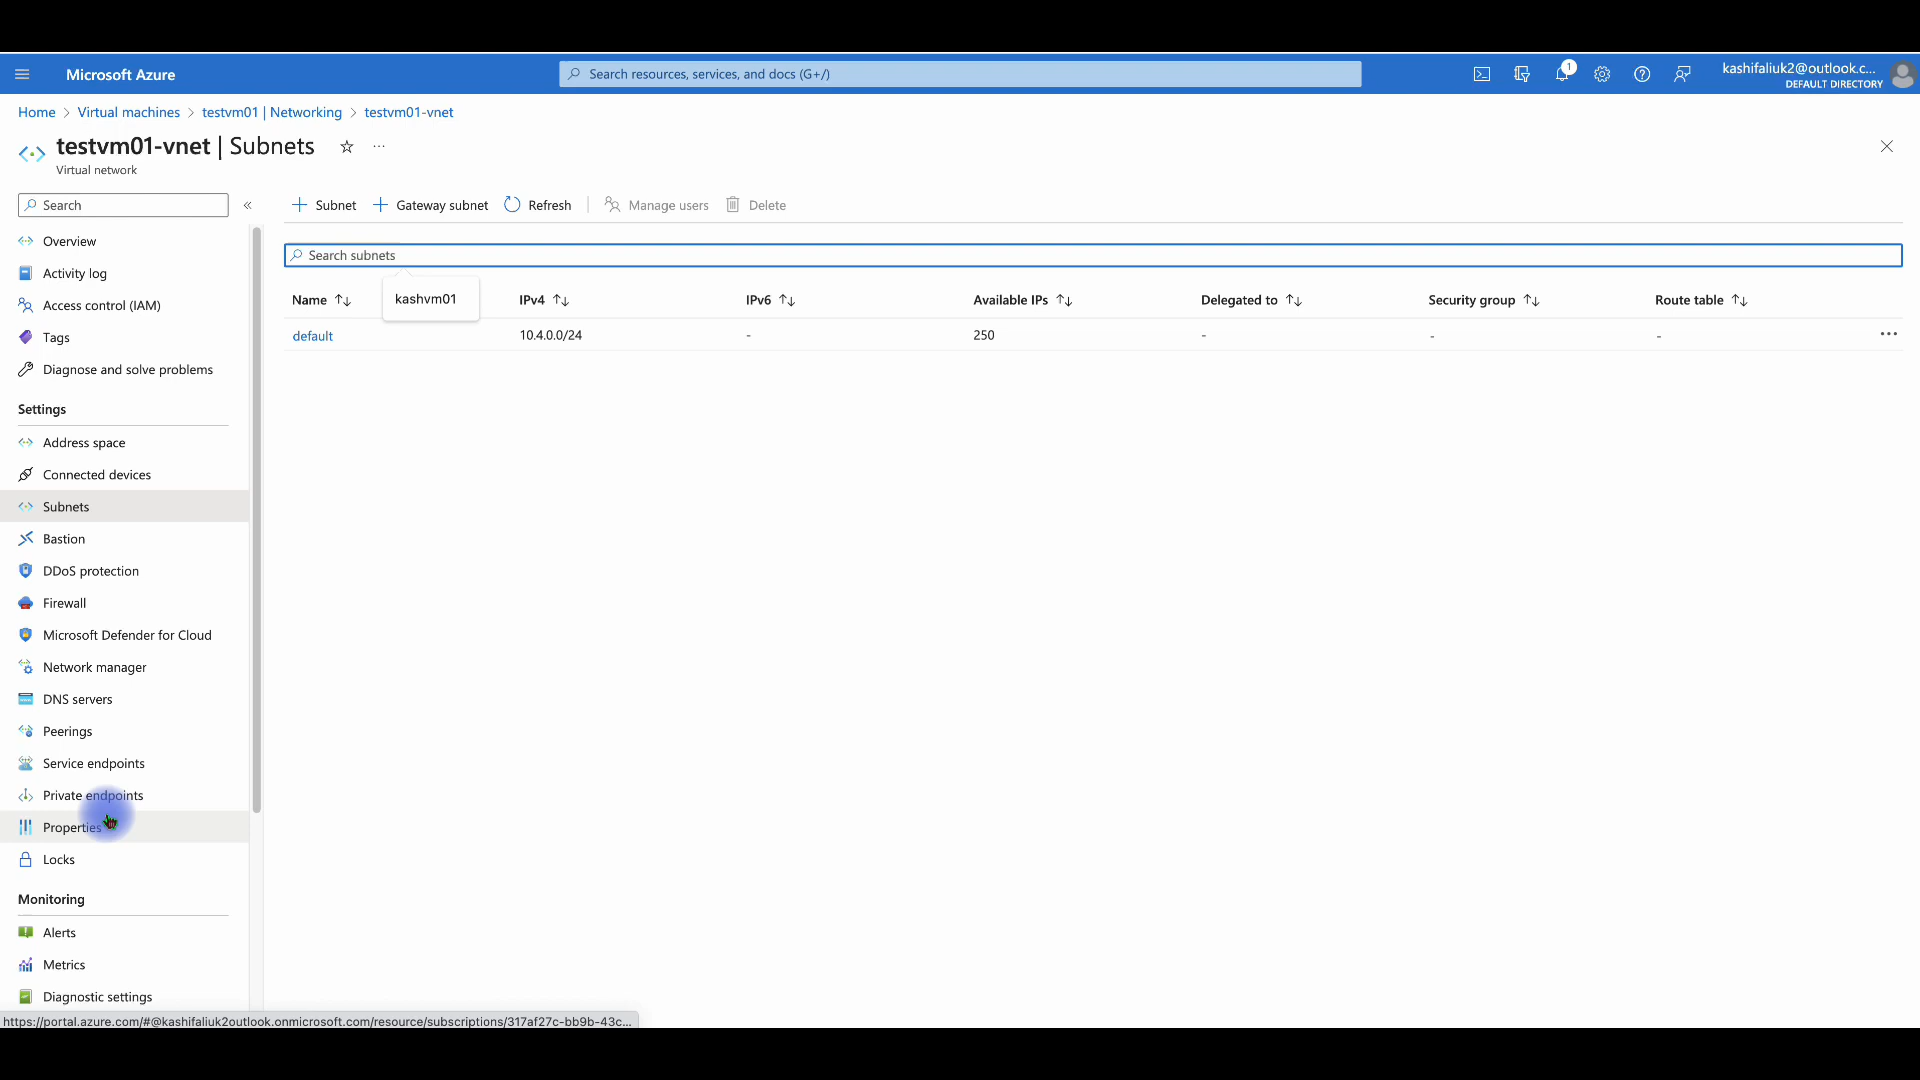 Microsoft Azure
Search resources, services, and docs (G+/)
1
kashifaliuk2@outlook.c...
DEFAULT DIRECTORY
Home > Virtual machines > testvm01 | Networking > testvm01-vnet
testvm01-vnet | Subnets
Virtual network
Search
Subnet
Gateway subnet
Refresh
Manage users
Delete
Search subnets
kashvm01
Name
IPv4
IPv6
Available IPs
Delegated to
Security group
Route table
default 10.4.0.0/24 - 250 - - -
Overview
Activity log
Access control (IAM)
Tags
Diagnose and solve problems
Settings
Address space
Connected devices
Subnets
Bastion
DDoS protection
Firewall
Microsoft Defender for Cloud
Network manager
DNS servers
Peerings
Service endpoints
Private endpoints
Properties
Locks
Monitoring
Alerts
Metrics
Diagnostic settings
https://portal.azure.com/#@kashifaliuk2outlook.onmicrosoft.com/resource/subscriptions/317af27c-bb9b-43c...